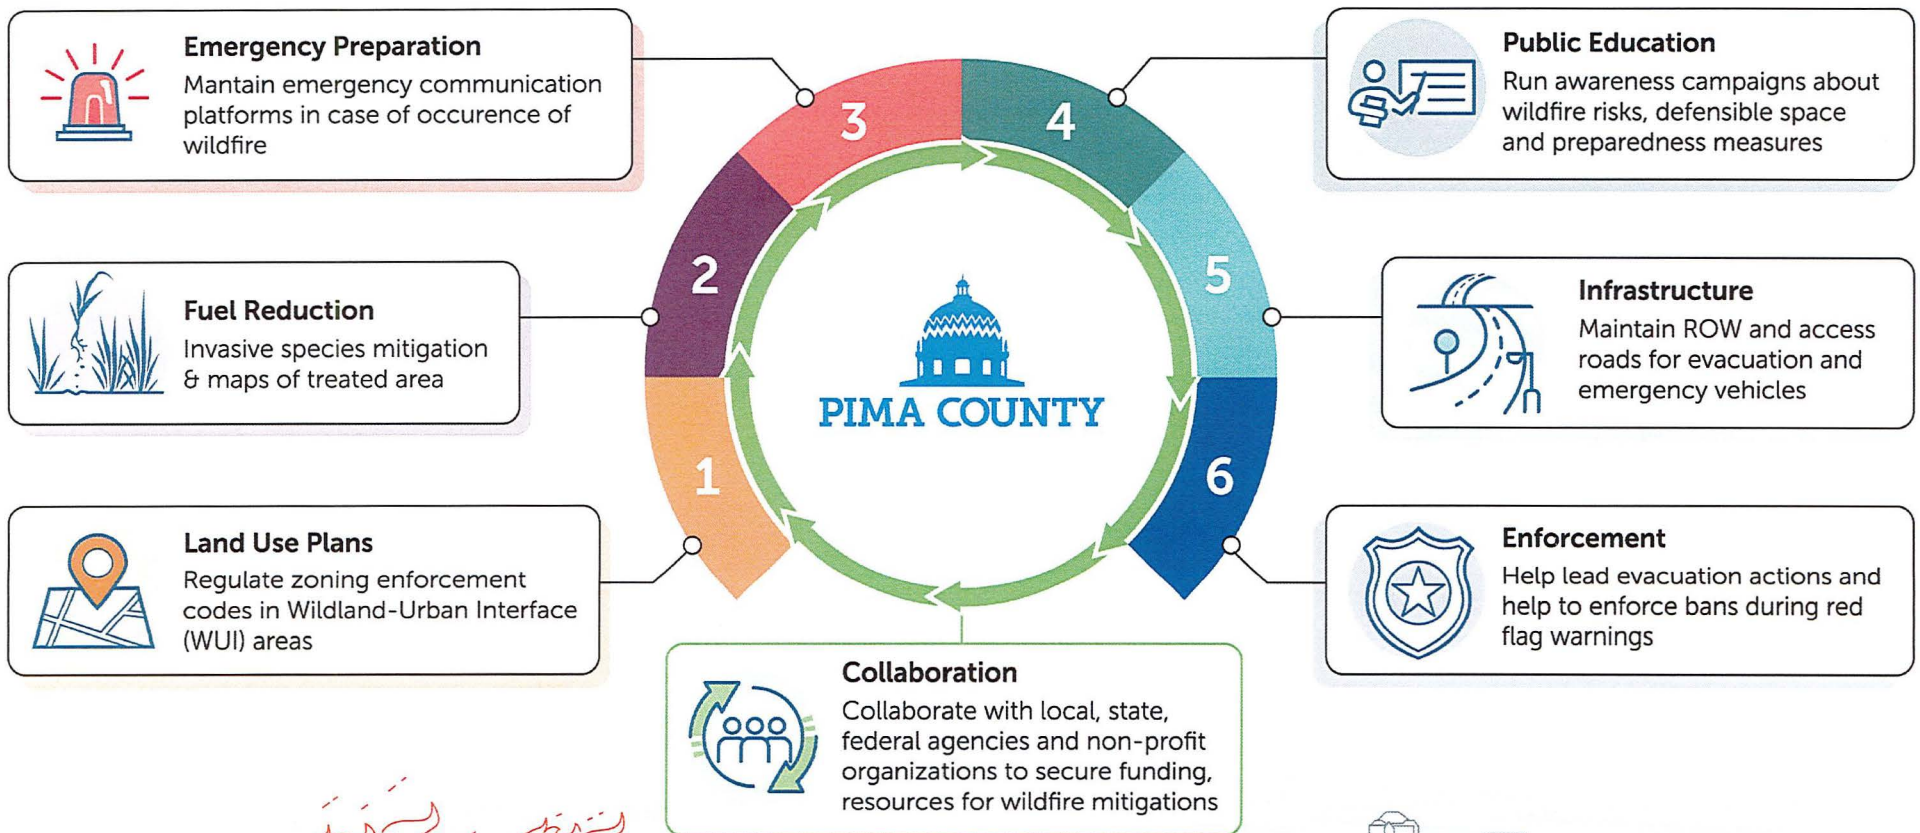 Emergency Preparation
Mantain emergency communication
platforms in case of occurence of
wildfire
Fuel Reduction
Invasive species mitigation
& maps of treated area
Land Use Plans
Regulate zoning enforcement
codes in Wildland-Urban Interface
(WUI) areas
3
4
2
5
1
6
PIMA COUNTY
Public Education
Run awareness campaigns about
wildfire risks, defensible space
and preparedness measures
Infrastructure
Maintain ROW and access
roads for evacuation and
emergency vehicles
Enforcement
Help lead evacuation actions and
help to enforce bans during red
flag warnings
Collaboration
Collaborate with local, state,
federal agencies and non-profit
organizations to secure funding,
resources for wildfire mitigations